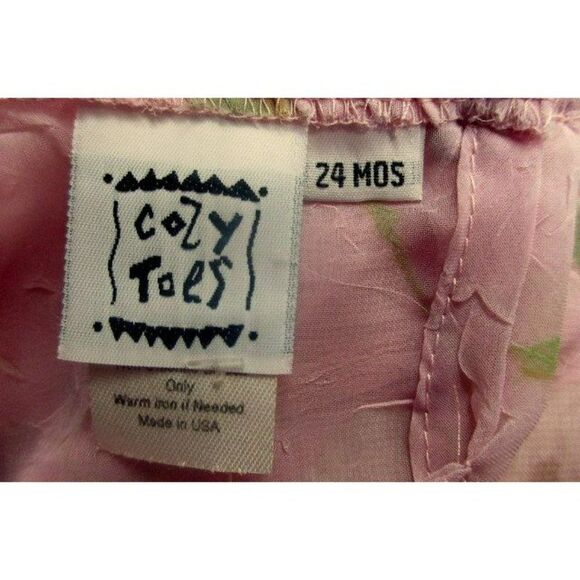 COZY
TOES
24 MOS
Only
Warm Iron if Needed
Made in USA